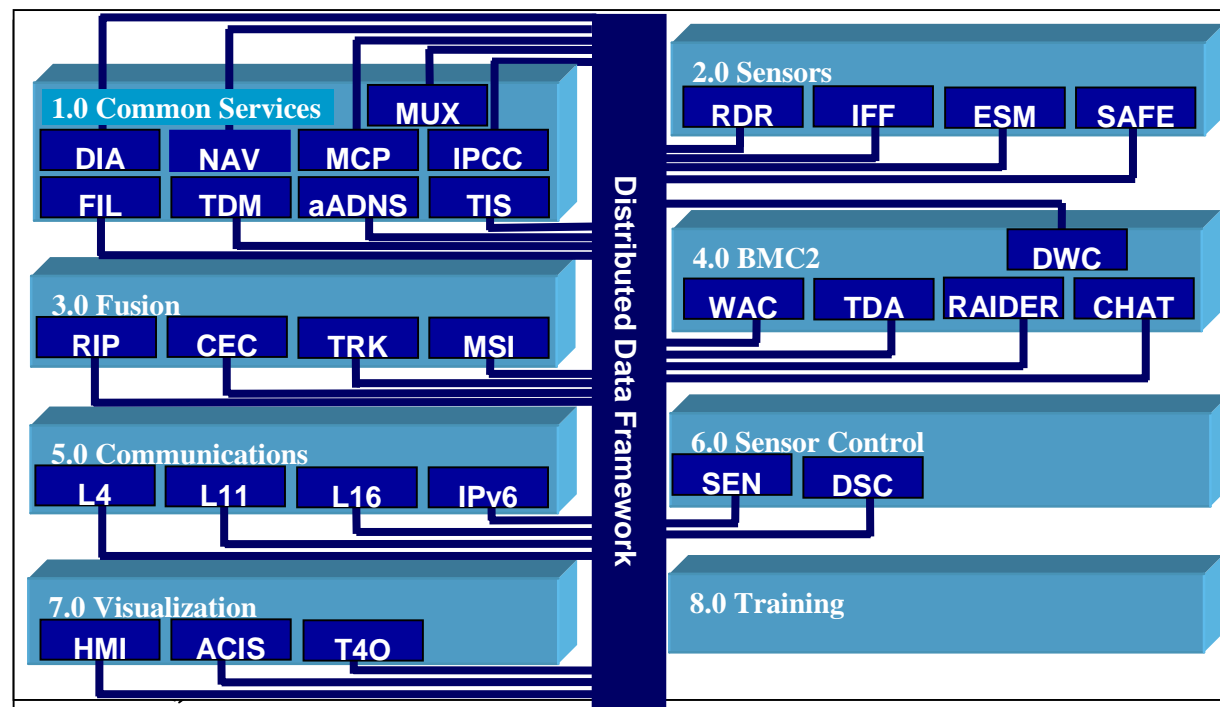 1.0 Common Services
MUX
DIA
NAV
MCP
IPCC
FIL
TDM
aADNS
TIS
3.0 Fusion
RIP
CEC
TRK
MSI
5.0 Communications
L4
L11
L16
IPv6
7.0 Visualization
HMI
ACIS
T4O
Distributed Data Framework
2.0 Sensors
RDR
IFF
ESM
SAFE
4.0 BMC2
DWC
WAC
TDA
RAIDER
CHAT
6.0 Sensor Control
SEN
DSC
8.0 Training